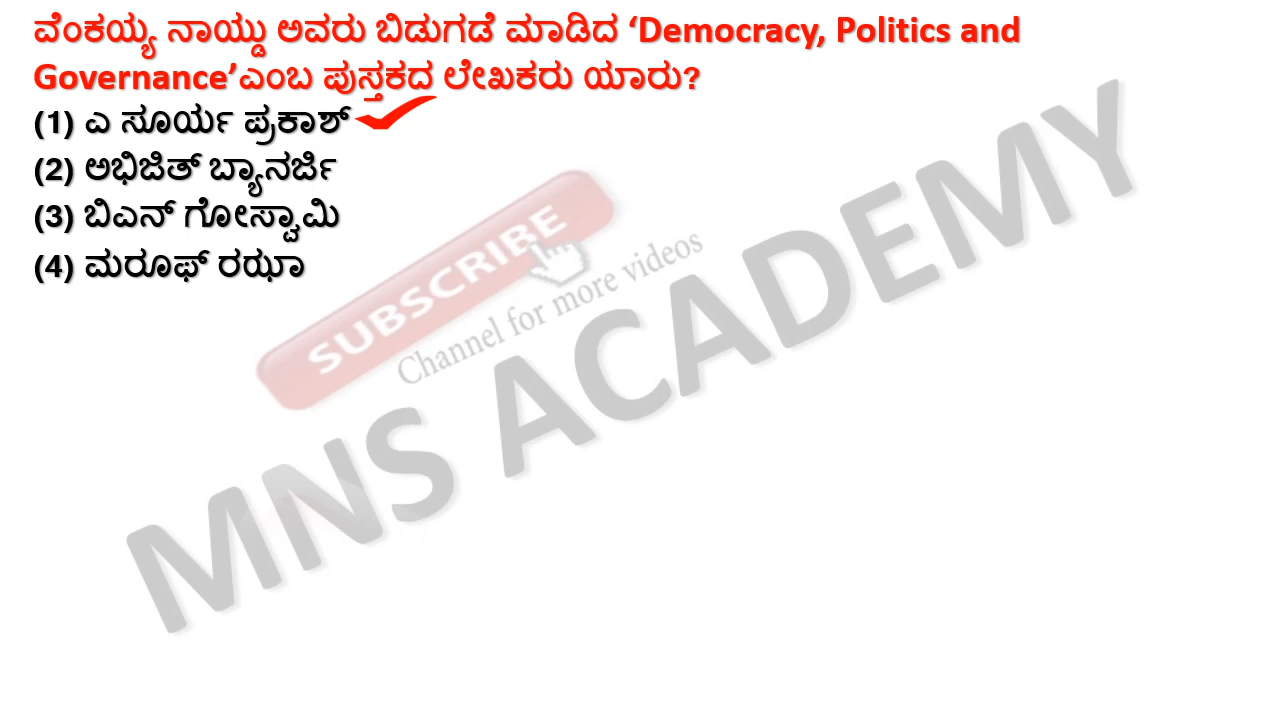 ವೆಂಕಯ್ಯ ನಾಯ್ಡು ಅವರು ಬಿಡುಗಡೆ ಮಾಡಿದ ‘Democracy, Politics and
Governance’ಎಂಬ ಪುಸ್ತಕದ ಲೇಖಕರು ಯಾರು?
(1) ಎ ಸೂರ್ಯ ಪ್ರಕಾಶ್
(2) ಅಭಿಜಿತ್ ಬ್ಯಾನರ್ಜಿ
(3) ಬಿಎನ್ ಗೋಸ್ವಾಮಿ
(4) ಮರೂಫ್ ರಝಾ
SUBSCRIBE
Channel for more videos
MNS ACADEMY